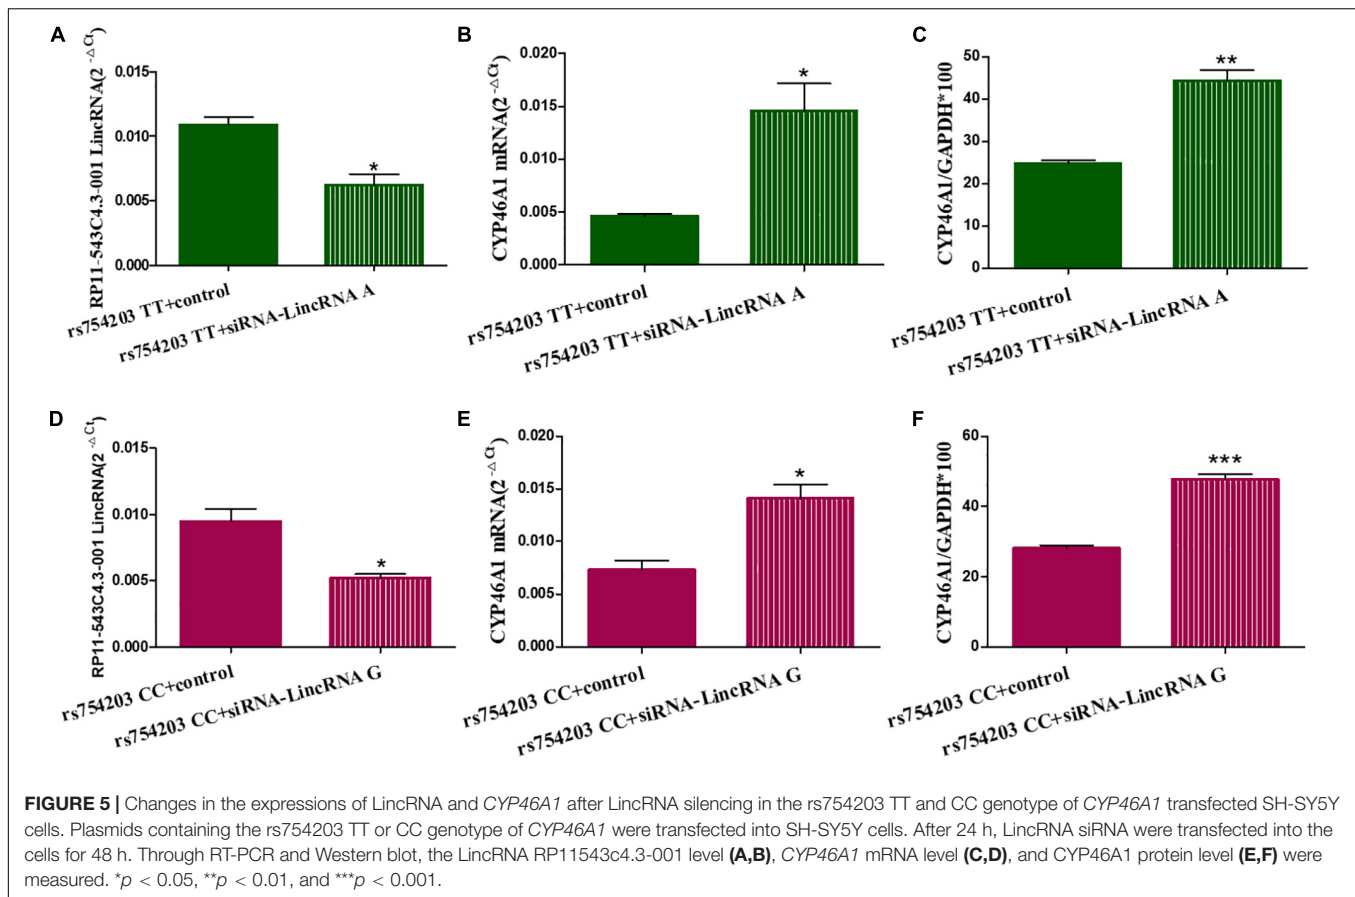 A
RP11-543C4.3-001 LincRNA(2 -△Ct)
0.015
0.010
0.005
0.000
*
rs754203 TT+control
rs754203 TT+siRNA-LincRNA A
B
CYP46A1 mRNA(2 -△Ct)
0.020
0.015
0.010
0.005
0.000
*
rs754203 TT+control
rs754203 TT+siRNA-LincRNA A
C
CYP46A1/GAPDH*100
50
40
30
20
10
0
**
rs754203 TT+control
rs754203 TT+siRNA-LincRNA A
D
RP11-543C4.3-001 LincRNA(2 -△Ct)
0.015
0.010
0.005
0.000
*
rs754203 CC+control
rs754203 CC+siRNA-LincRNA G
E
CYP46A1 mRNA(2 -△Ct)
0.020
0.015
0.010
0.005
0.000
*
rs754203 CC+control
rs754203 CC+siRNA-LincRNA G
F
CYP46A1/GAPDH*100
60
40
20
0
***
rs754203 CC+control
rs754203 CC+siRNA-LincRNA G
FIGURE 5 | Changes in the expressions of LincRNA and CYP46A1 after LincRNA silencing in the rs754203 TT and CC genotype of CYP46A1 transfected SH-SY5Y
cells. Plasmids containing the rs754203 TT or CC genotype of CYP46A1 were transfected into SH-SY5Y cells. After 24 h, LincRNA siRNA were transfected into the
cells for 48 h. Through RT-PCR and Western blot, the LincRNA RP11543c4.3-001 level (A,B), CYP46A1 mRNA level (C,D), and CYP46A1 protein level (E,F) were
measured. *p < 0.05, **p < 0.01, and ***p < 0.001.